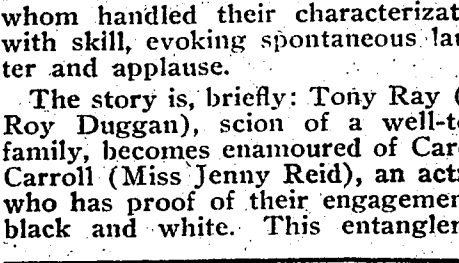 whom handled their characterizat
with skill, evoking spontaneous lau
ter and applause.
The story is, briefly: Tony Ray (
Roy Duggan), scion of a well-t
family, becomes enamoured of Car
Carroll (Miss Jenny Reid), an act
who has proof of their engagemen
black and white. This entangler